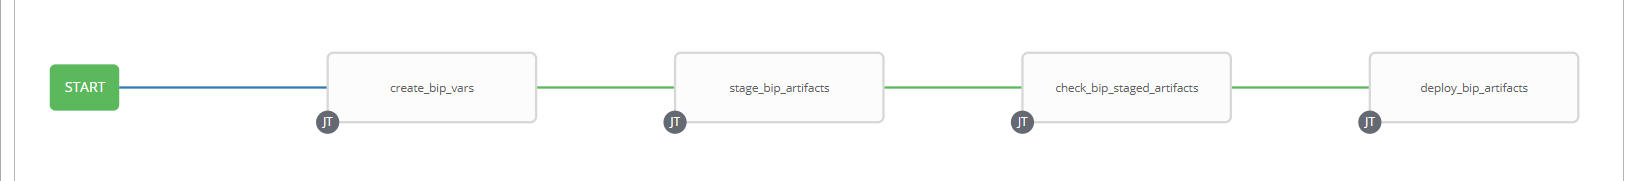 START
create_bip_vars
JT
stage_bip_artifacts
JT
check_bip_staged_artifacts
JT
deploy_bip_artifacts
JT